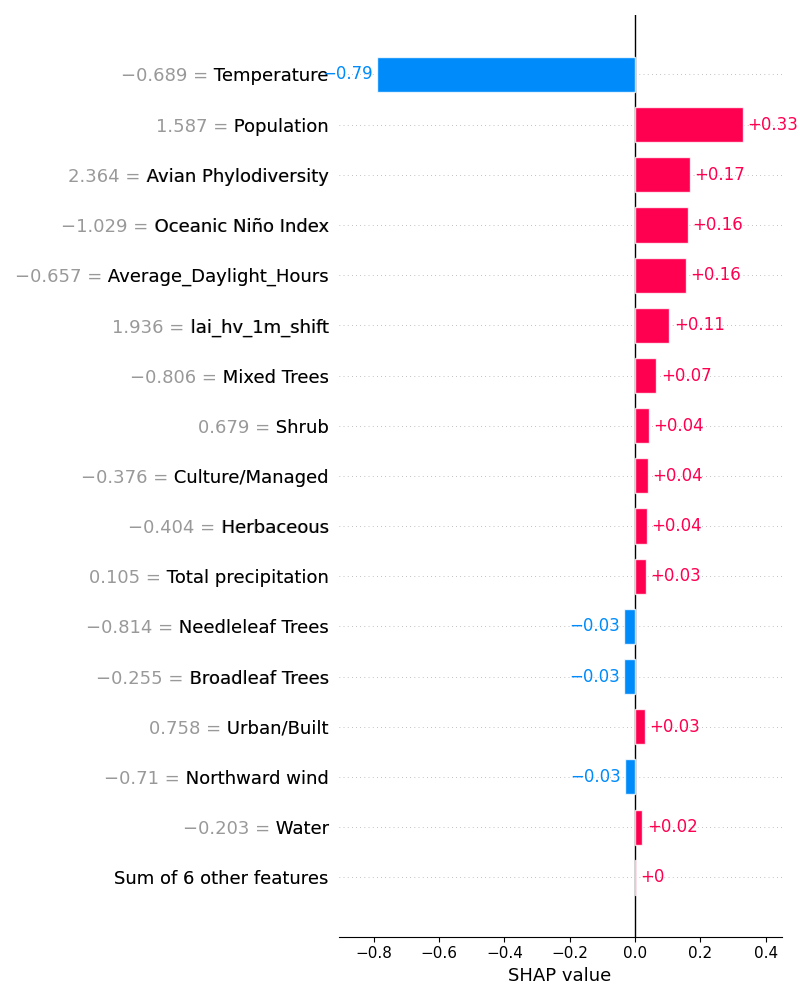 −0.689 = Temperature −0.79
1.587 = Population +0.33
2.364 = Avian Phylodiversity +0.17
−1.029 = Oceanic Niño Index +0.16
−0.657 = Average_Daylight_Hours +0.16
1.936 = lai_hv_1m_shift +0.11
−0.806 = Mixed Trees +0.07
0.679 = Shrub +0.04
−0.376 = Culture/Managed +0.04
−0.404 = Herbaceous +0.04
0.105 = Total precipitation +0.03
−0.814 = Needleleaf Trees −0.03
−0.255 = Broadleaf Trees −0.03
0.758 = Urban/Built +0.03
−0.71 = Northward wind −0.03
−0.203 = Water +0.02
Sum of 6 other features +0
−0.8 −0.6 −0.4 −0.2 0.0 0.2 0.4
SHAP value